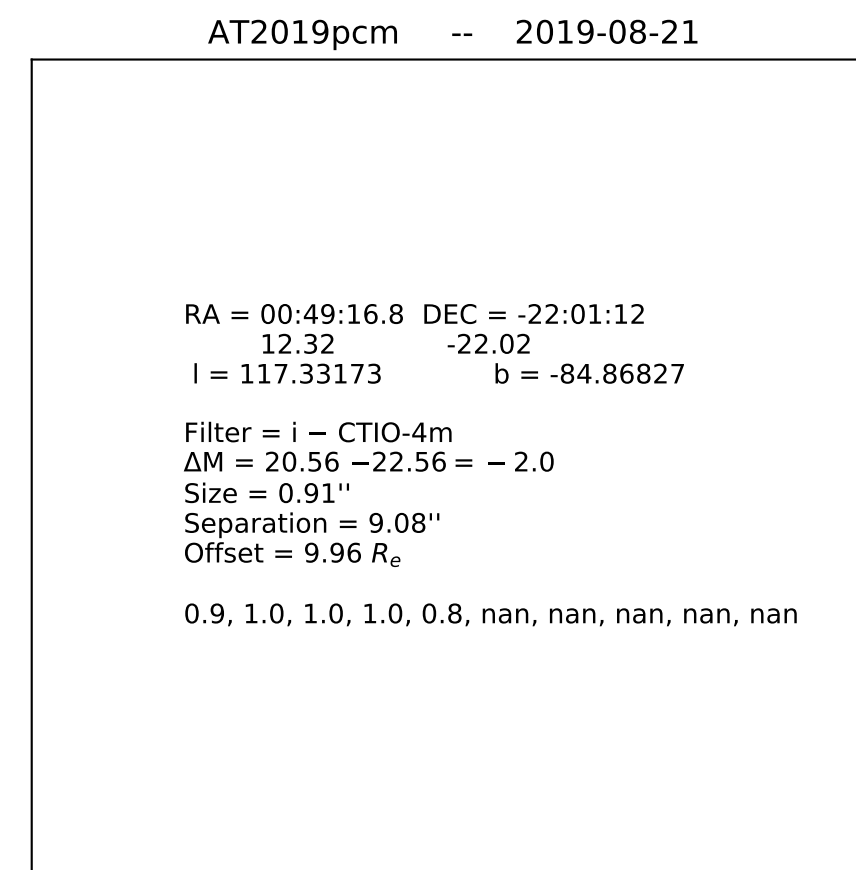 AT2019pcm -- 2019-08-21
RA = 00:49:16.8 DEC = -22:01:12
12.32 -22.02
l = 117.33173 b = -84.86827
Filter = i − CTIO-4m
ΔM = 20.56 −22.56 = − 2.0
Size = 0.91''
Separation = 9.08''
Offset = 9.96 Rₑ
0.9, 1.0, 1.0, 1.0, 0.8, nan, nan, nan, nan, nan